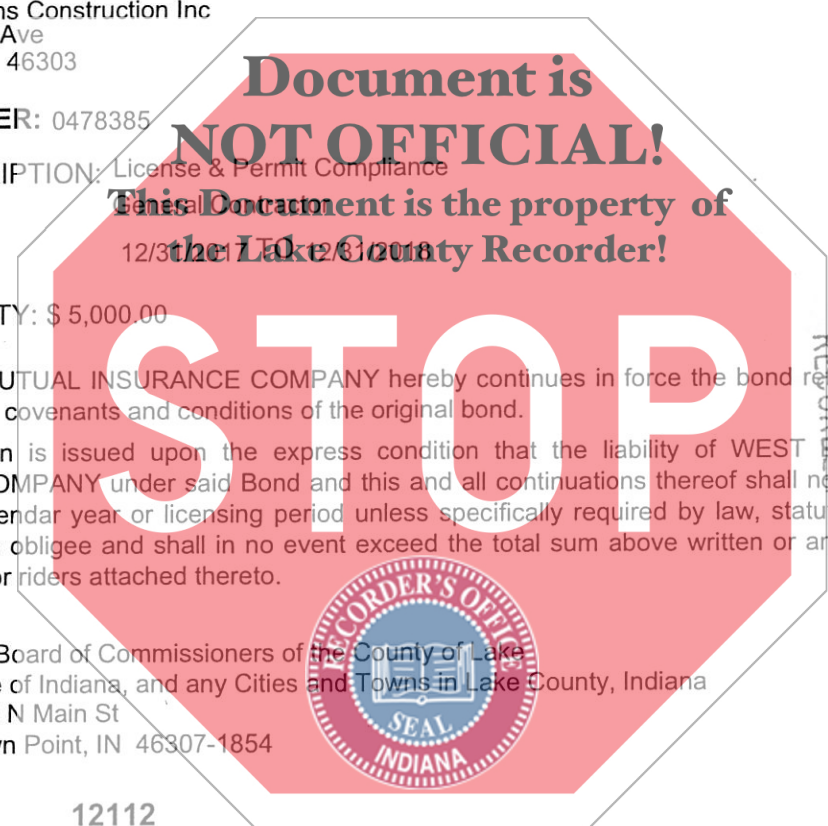 ns Construction Inc
Ave
46303
Document is
NOT OFFICIAL!
This Document is the property of
the Lake County Recorder!
ER: 0478385
IPTION: License & Permit Compliance
General Contractor
12/31/2017 TO 12/31/2018
TY: $ 5,000.00
STOP
UTUAL INSURANCE COMPANY hereby continues in force the bond re
covenants and conditions of the original bond.
n is issued upon the express condition that the liability of WEST
OMPANY under said Bond and this and all continuations thereof shall no
endar year or licensing period unless specifically required by law, statu
obligee and shall in no event exceed the total sum above written or an
or riders attached thereto.
Board of Commissioners of the County of Lake
e of Indiana, and any Cities and Towns in Lake County, Indiana
N Main St
n Point, IN 46307-1854
RECORDER'S OFFICE
SEAL
INDIANA
12112